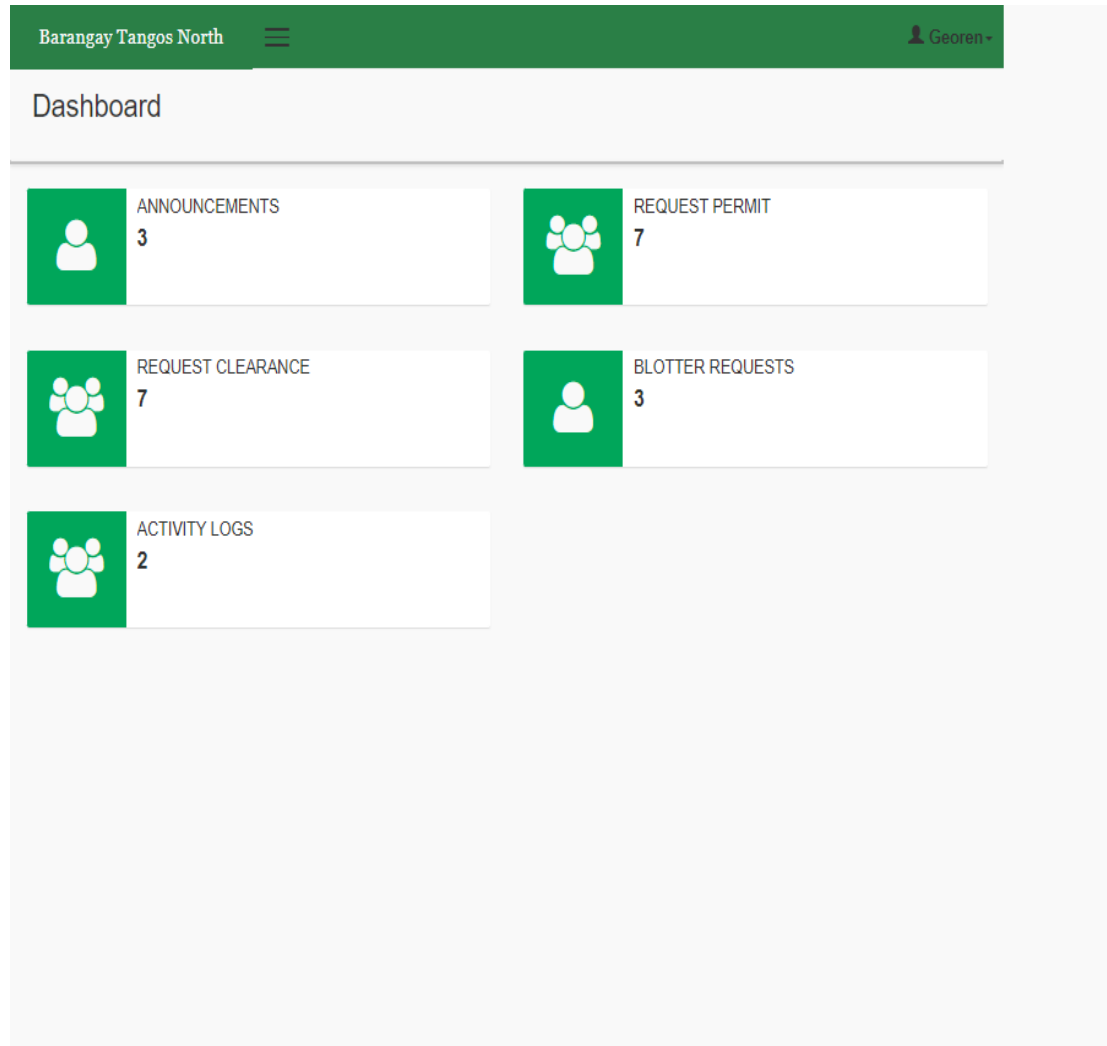 Barangay Tangos North
Georen
Dashboard
ANNOUNCEMENTS
3
REQUEST PERMIT
7
REQUEST CLEARANCE
7
BLOTTER REQUESTS
3
ACTIVITY LOGS
2